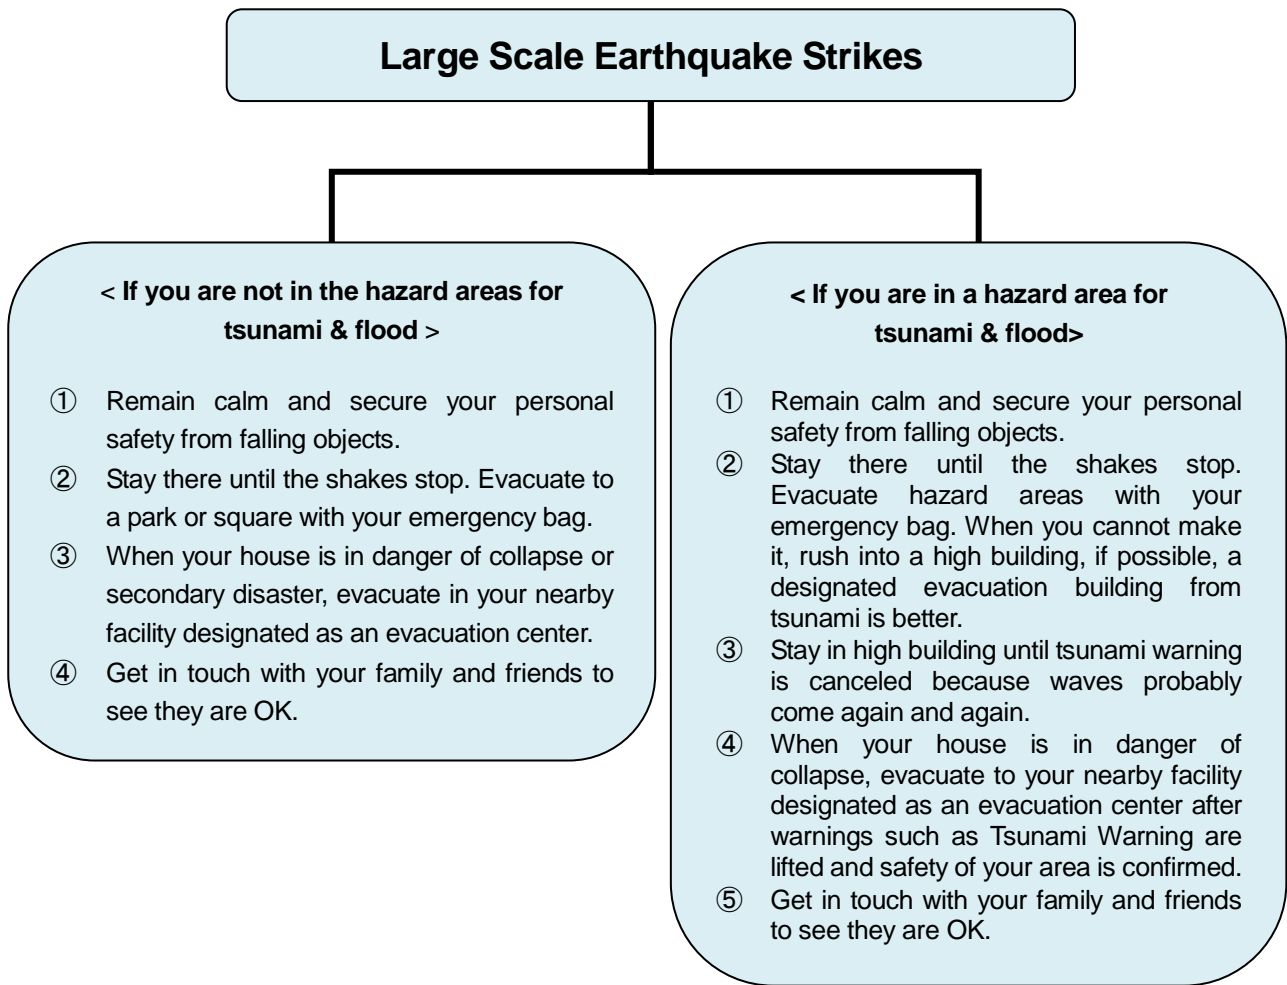 Large Scale Earthquake Strikes
< If you are not in the hazard areas for
tsunami & flood >
① Remain calm and secure your personal
safety from falling objects.
② Stay there until the shakes stop. Evacuate to
a park or square with your emergency bag.
③ When your house is in danger of collapse or
secondary disaster, evacuate in your nearby
facility designated as an evacuation center.
④ Get in touch with your family and friends to
see they are OK.
< If you are in a hazard area for
tsunami & flood>
① Remain calm and secure your personal
safety from falling objects.
② Stay there until the shakes stop.
Evacuate hazard areas with your
emergency bag. When you cannot make
it, rush into a high building, if possible, a
designated evacuation building from
tsunami is better.
③ Stay in high building until tsunami warning
is canceled because waves probably
come again and again.
④ When your house is in danger of
collapse, evacuate to your nearby facility
designated as an evacuation center after
warnings such as Tsunami Warning are
lifted and safety of your area is confirmed.
⑤ Get in touch with your family and friends
to see they are OK.